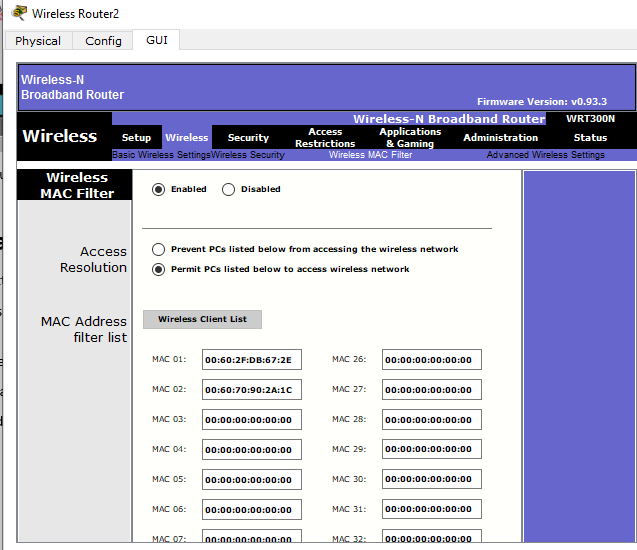 Wireless Router2
Physical Config GUI
Wireless-N
Broadband Router
Firmware Version: v0.93.3
Wireless-N Broadband Router WRT300N
Wireless
Setup Wireless Security Access Restrictions Applications & Gaming Administration Status
Basic Wireless Settings Wireless Security Wireless MAC Filter Advanced Wireless Settings
Wireless
MAC Filter
Enabled Disabled
Access
Resolution
Prevent PCs listed below from accessing the wireless network
Permit PCs listed below to access wireless network
MAC Address
filter list
Wireless Client List
MAC 01: 00:60:2F:DB:67:2E MAC 26: 00:00:00:00:00:00
MAC 02: 00:60:70:90:2A:1C MAC 27: 00:00:00:00:00:00
MAC 03: 00:00:00:00:00:00 MAC 28: 00:00:00:00:00:00
MAC 04: 00:00:00:00:00:00 MAC 29: 00:00:00:00:00:00
MAC 05: 00:00:00:00:00:00 MAC 30: 00:00:00:00:00:00
MAC 06: 00:00:00:00:00:00 MAC 31: 00:00:00:00:00:00
MAC 07: 00:00:00:00:00:00 MAC 32: 00:00:00:00:00:00